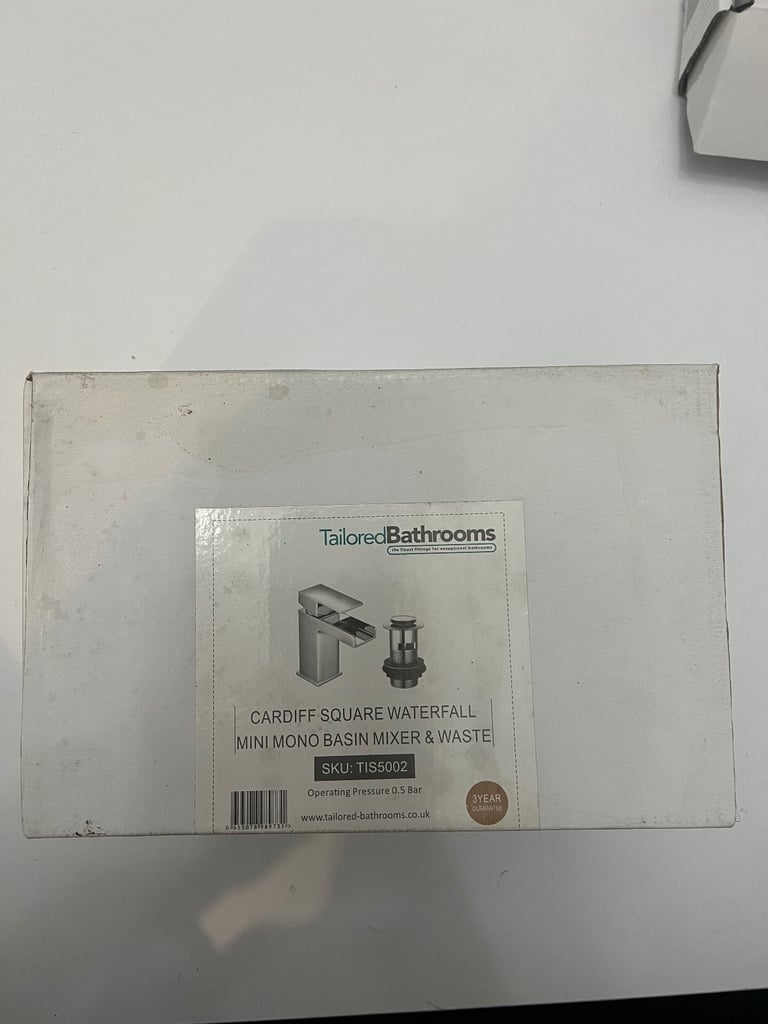 TailoredBathrooms
the finest fittings for exceptional bathrooms
CARDIFF SQUARE WATERFALL
MINI MONO BASIN MIXER & WASTE
SKU: TIS5002
Operating Pressure 0.5 Bar
3YEAR
GUARANTEE
www.tailored-bathrooms.co.uk